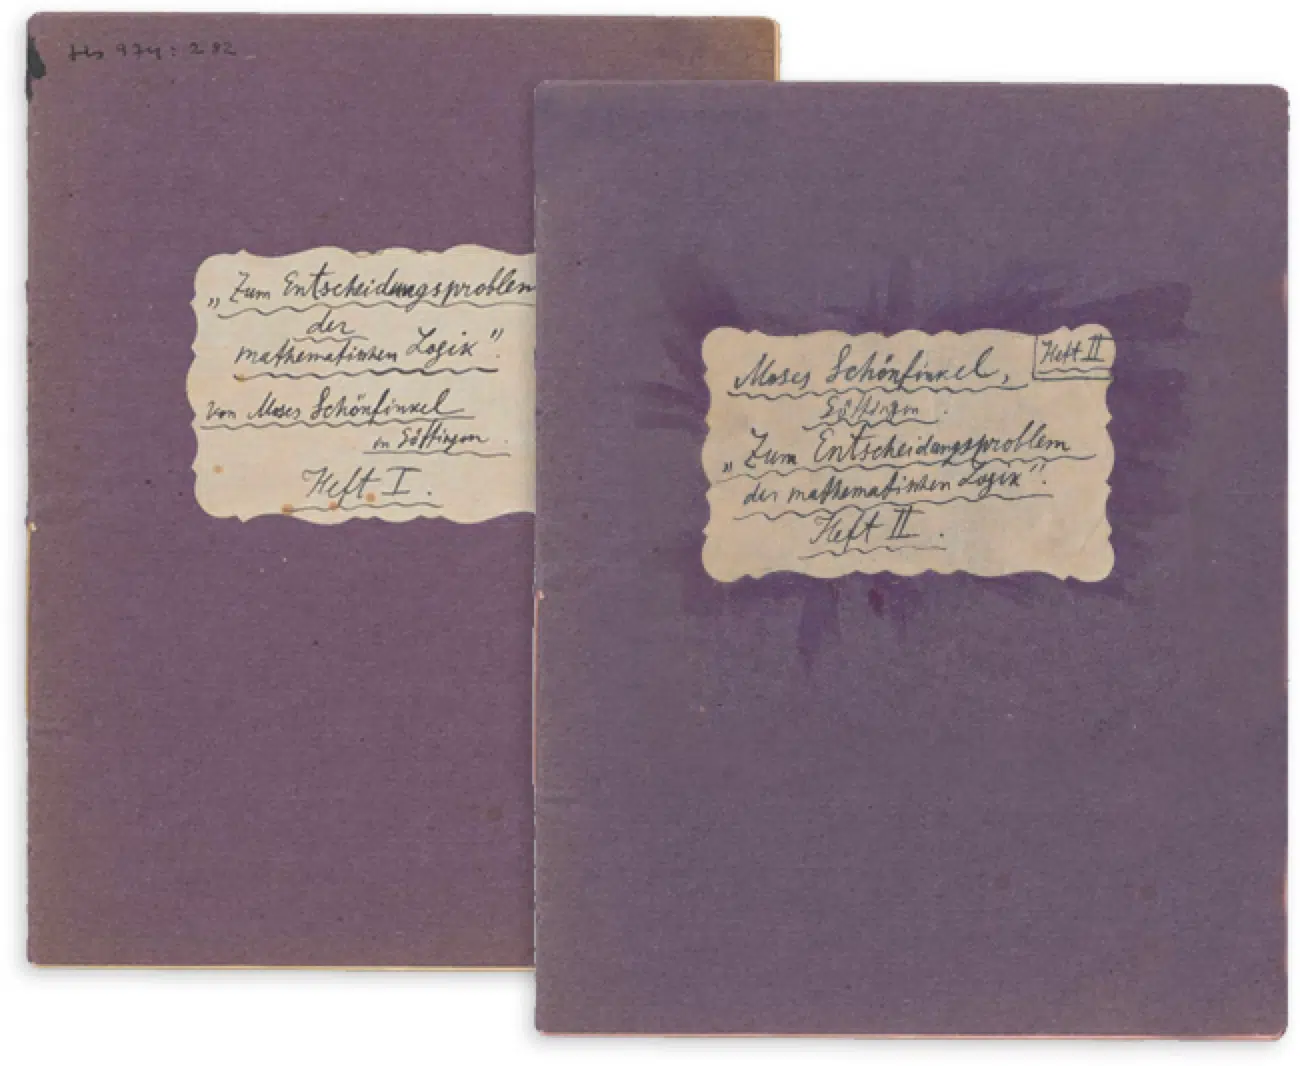 Hs 974: 282
„Zum Entscheidungsproblem
der
mathematischen Logik".
von Moses Schönfinkel
in Göttingen.
Heft I.
Heft II
Moses Schönfinkel,
Göttingen.
„Zum Entscheidungsproblem
der mathematischen Logik".
Heft II.